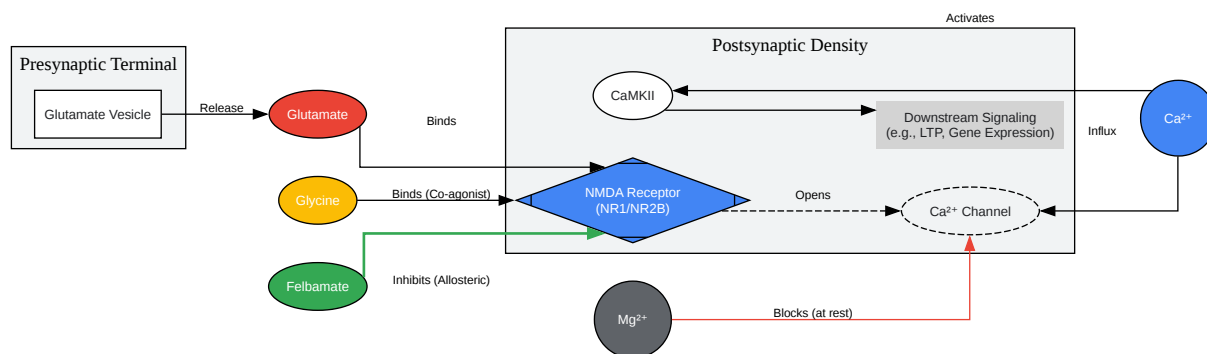 Activates
Presynaptic Terminal
Postsynaptic Density
Glutamate Vesicle
Release
Glutamate
Binds
CaMKII
Downstream Signaling
(e.g., LTP, Gene Expression)
Influx
Ca²⁺
Glycine
Binds (Co-agonist)
NMDA Receptor
(NR1/NR2B)
Opens
Ca²⁺ Channel
Felbamate
Inhibits (Allosteric)
Mg²⁺
Blocks (at rest)